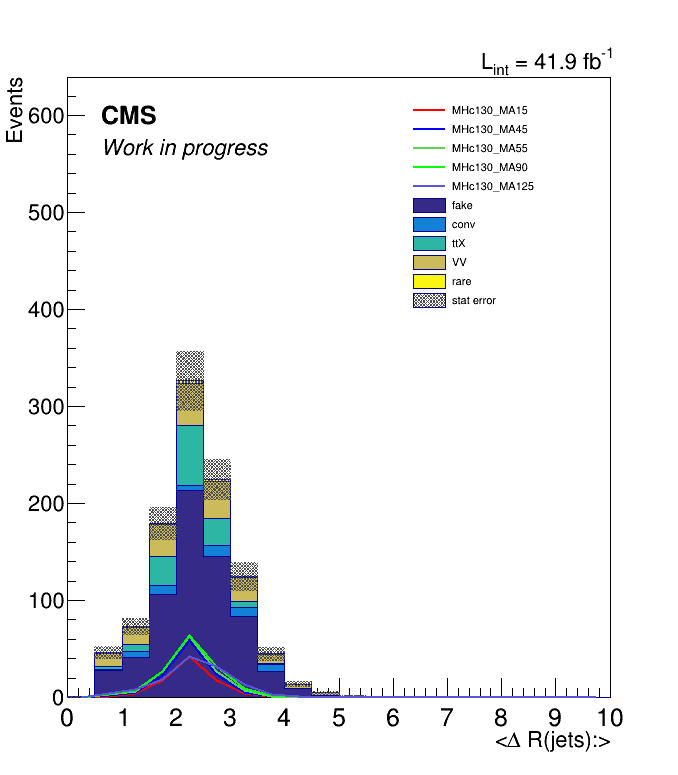 L_int = 41.9 fb^-1
Events
CMS
Work in progress
MHc130_MA15
MHc130_MA45
MHc130_MA55
MHc130_MA90
MHc130_MA125
fake
conv
ttX
VV
rare
stat error
600
500
400
300
200
100
0
0 1 2 3 4 5 6 7 8 9 10
<Δ R(jets):>